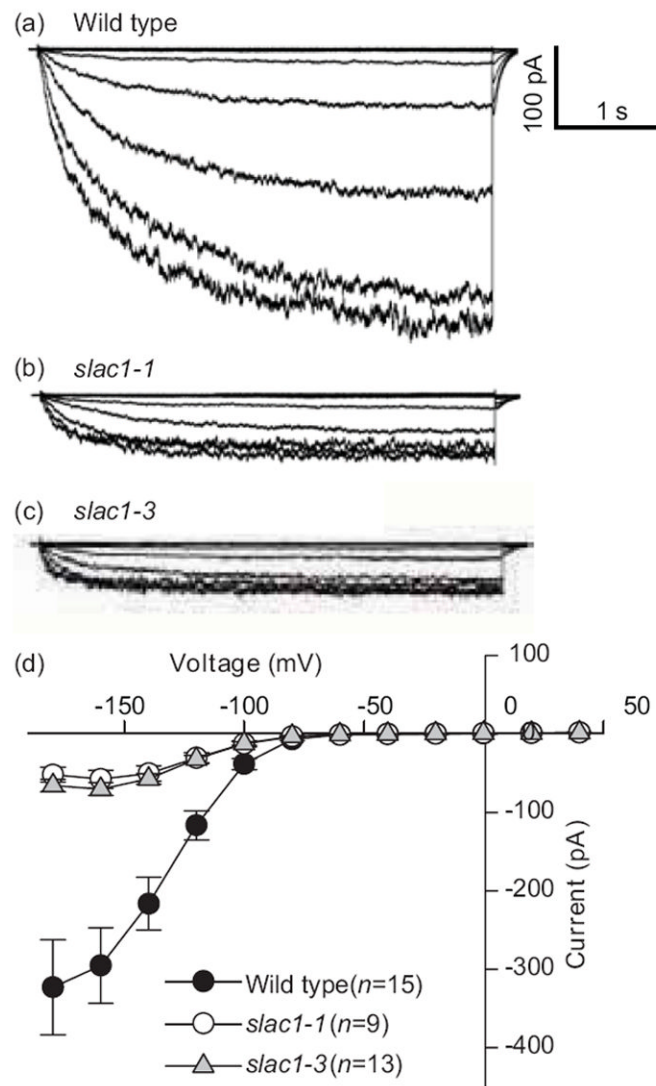 (a) Wild type
100 pA
1 s
(b) slac1-1
(c) slac1-3
(d) Voltage (mV)
-150 -100 -50 0 50
100
-100
-200
-300
-400
Current (pA)
Wild type(n=15)
slac1-1(n=9)
slac1-3(n=13)